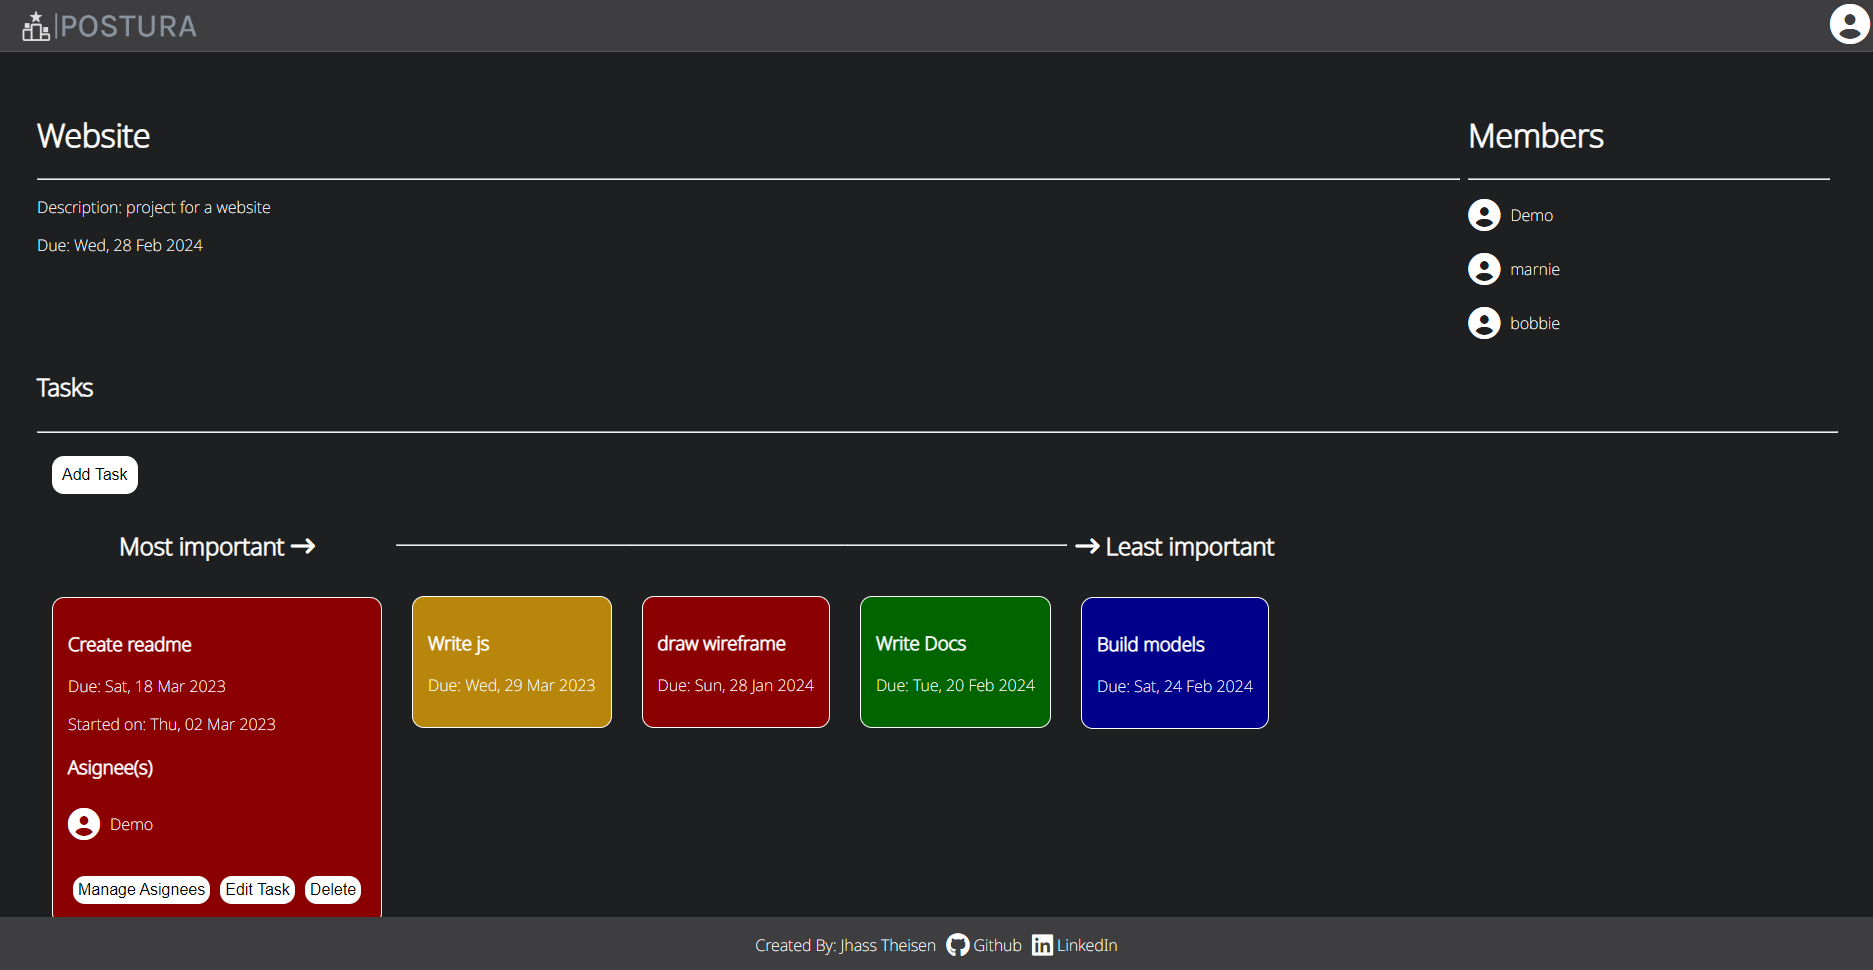 POSTURA
Website
Description: project for a website
Due: Wed, 28 Feb 2024
Members
Demo
marnie
bobbie
Tasks
Add Task
Most important
Least important
Create readme
Due: Sat, 18 Mar 2023
Started on: Thu, 02 Mar 2023
Asignee(s)
Demo
Manage Asignees Edit Task Delete
Write js
Due: Wed, 29 Mar 2023
draw wireframe
Due: Sun, 28 Jan 2024
Write Docs
Due: Tue, 20 Feb 2024
Build models
Due: Sat, 24 Feb 2024
Created By: Jhass Theisen Github LinkedIn